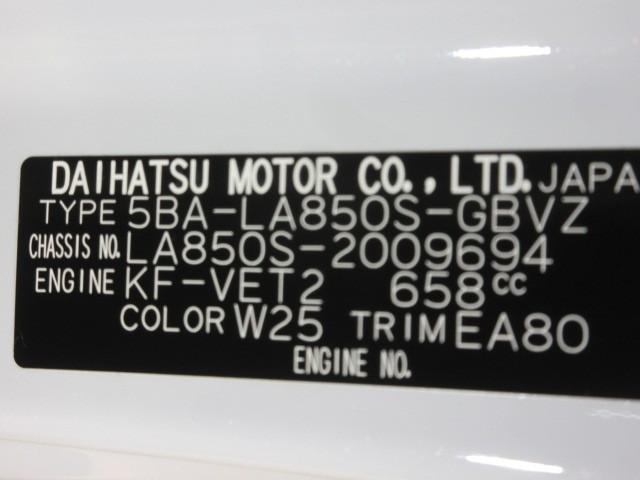 DAIHATSU MOTOR CO., LTD. JAPA
TYPE 5BA-LA850S-GBVZ
CHASSIS NO. LA850S-2009694
ENGINE KF-VET2 658cc
COLOR W25 TRIM EA80
ENGINE NO.